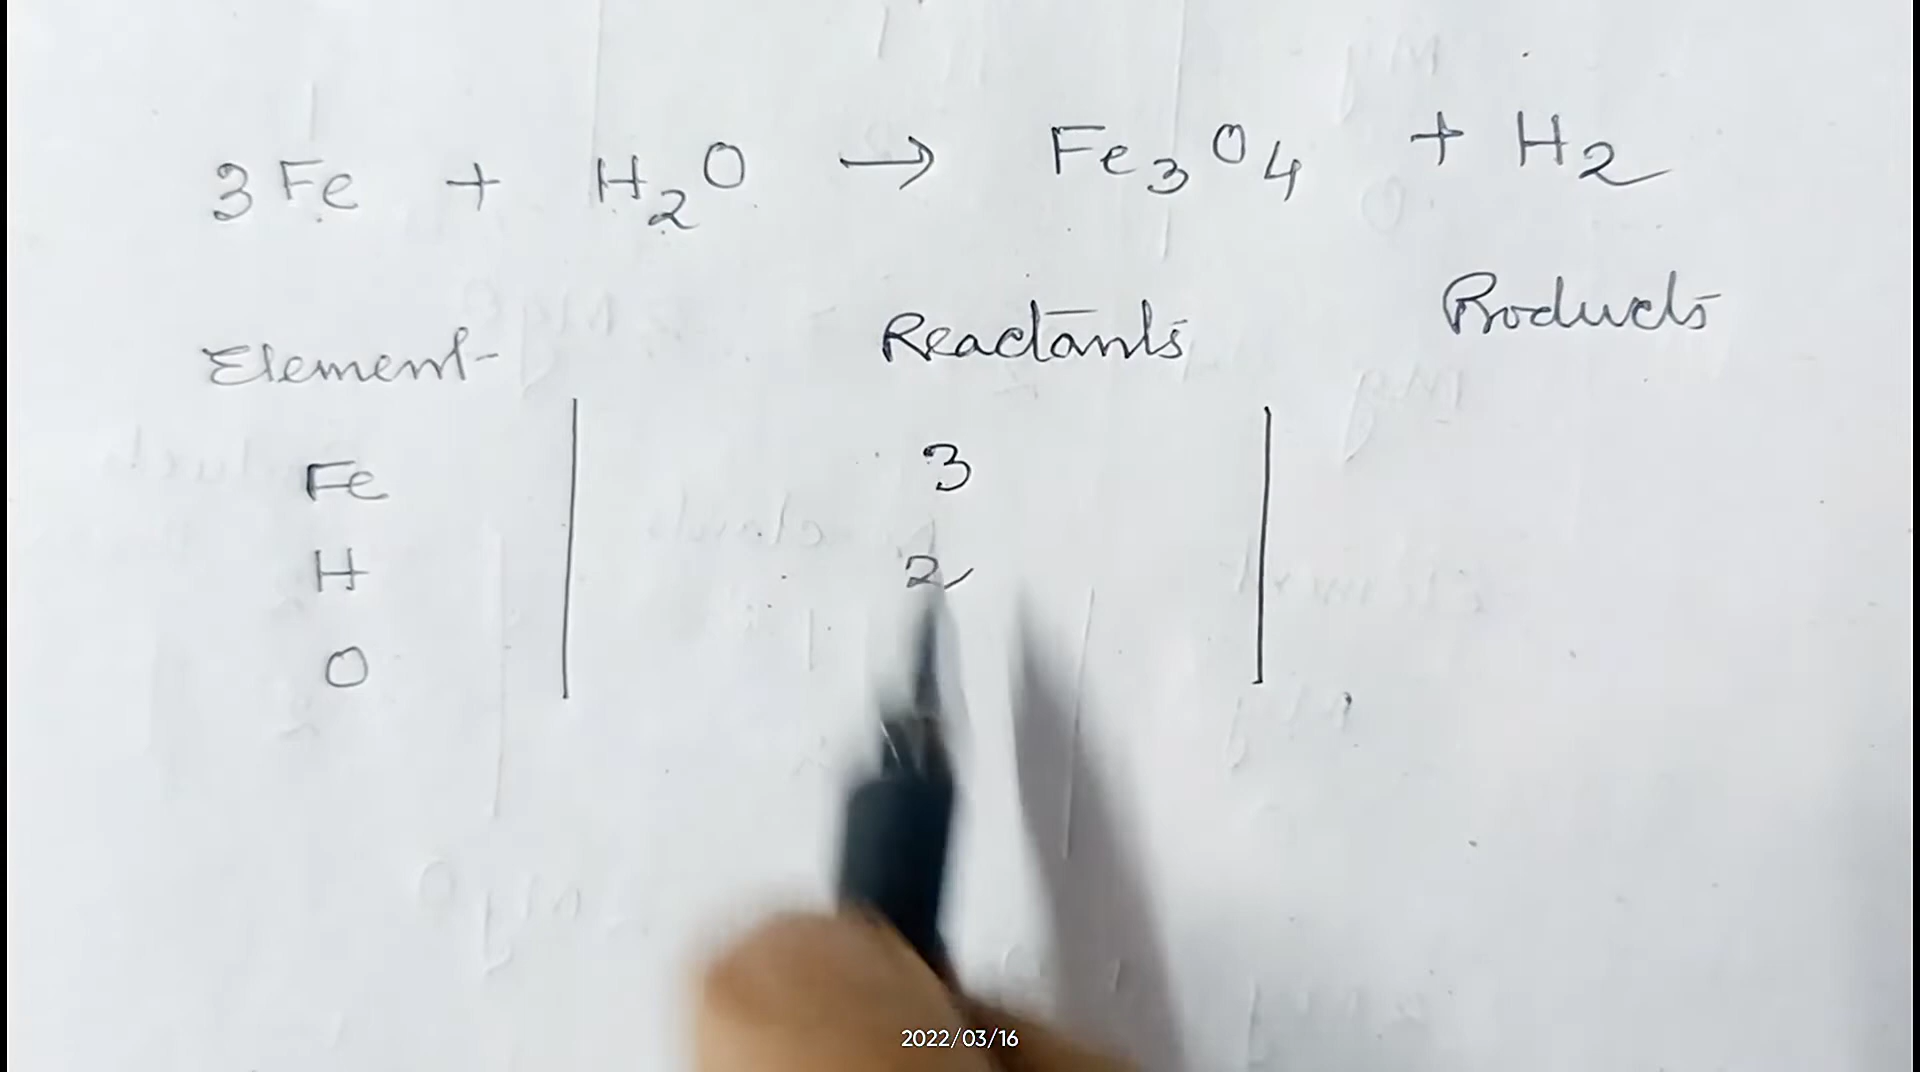 3Fe + H₂O → Fe₃O₄ + H₂
Element Reactants Products
Fe 3
H 2
O
2022/03/16